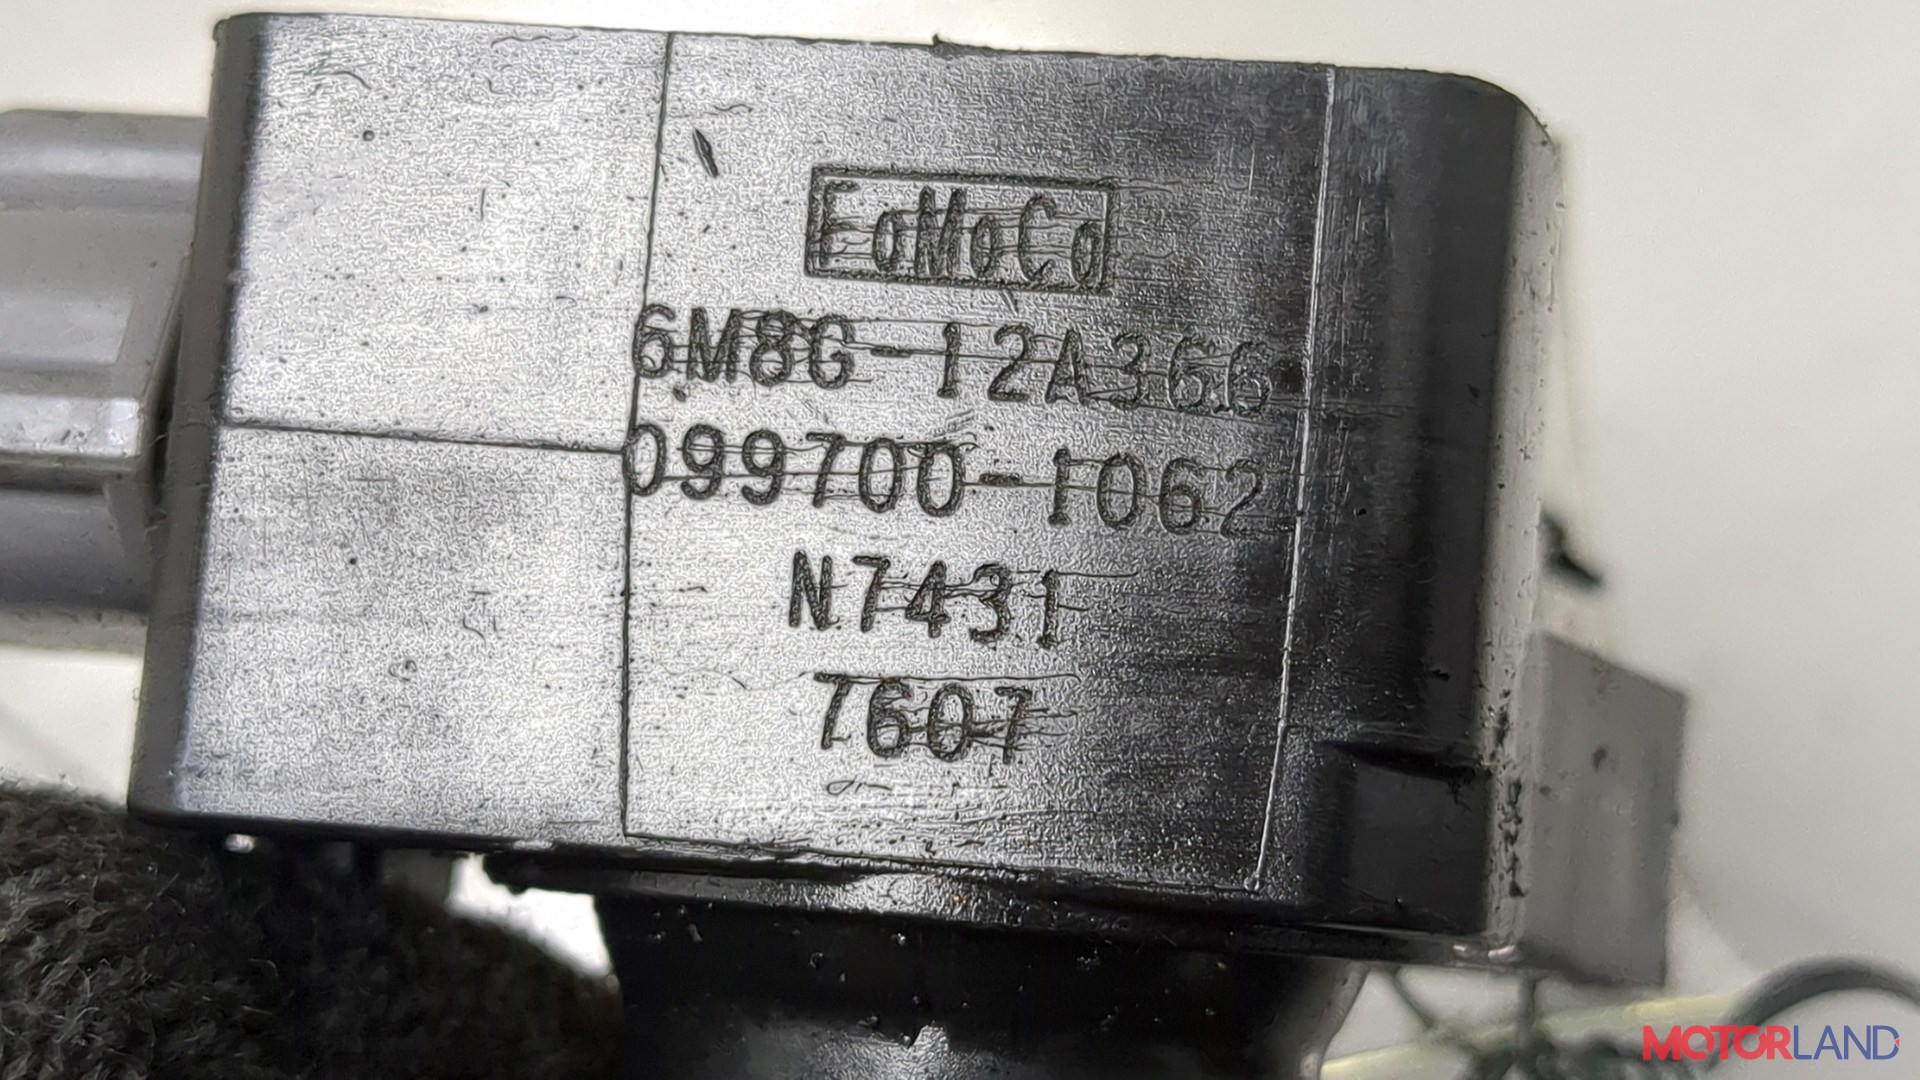 FoMoCo
6M8G-12A366
099700-1062
N7431
7607
MOTORLAND